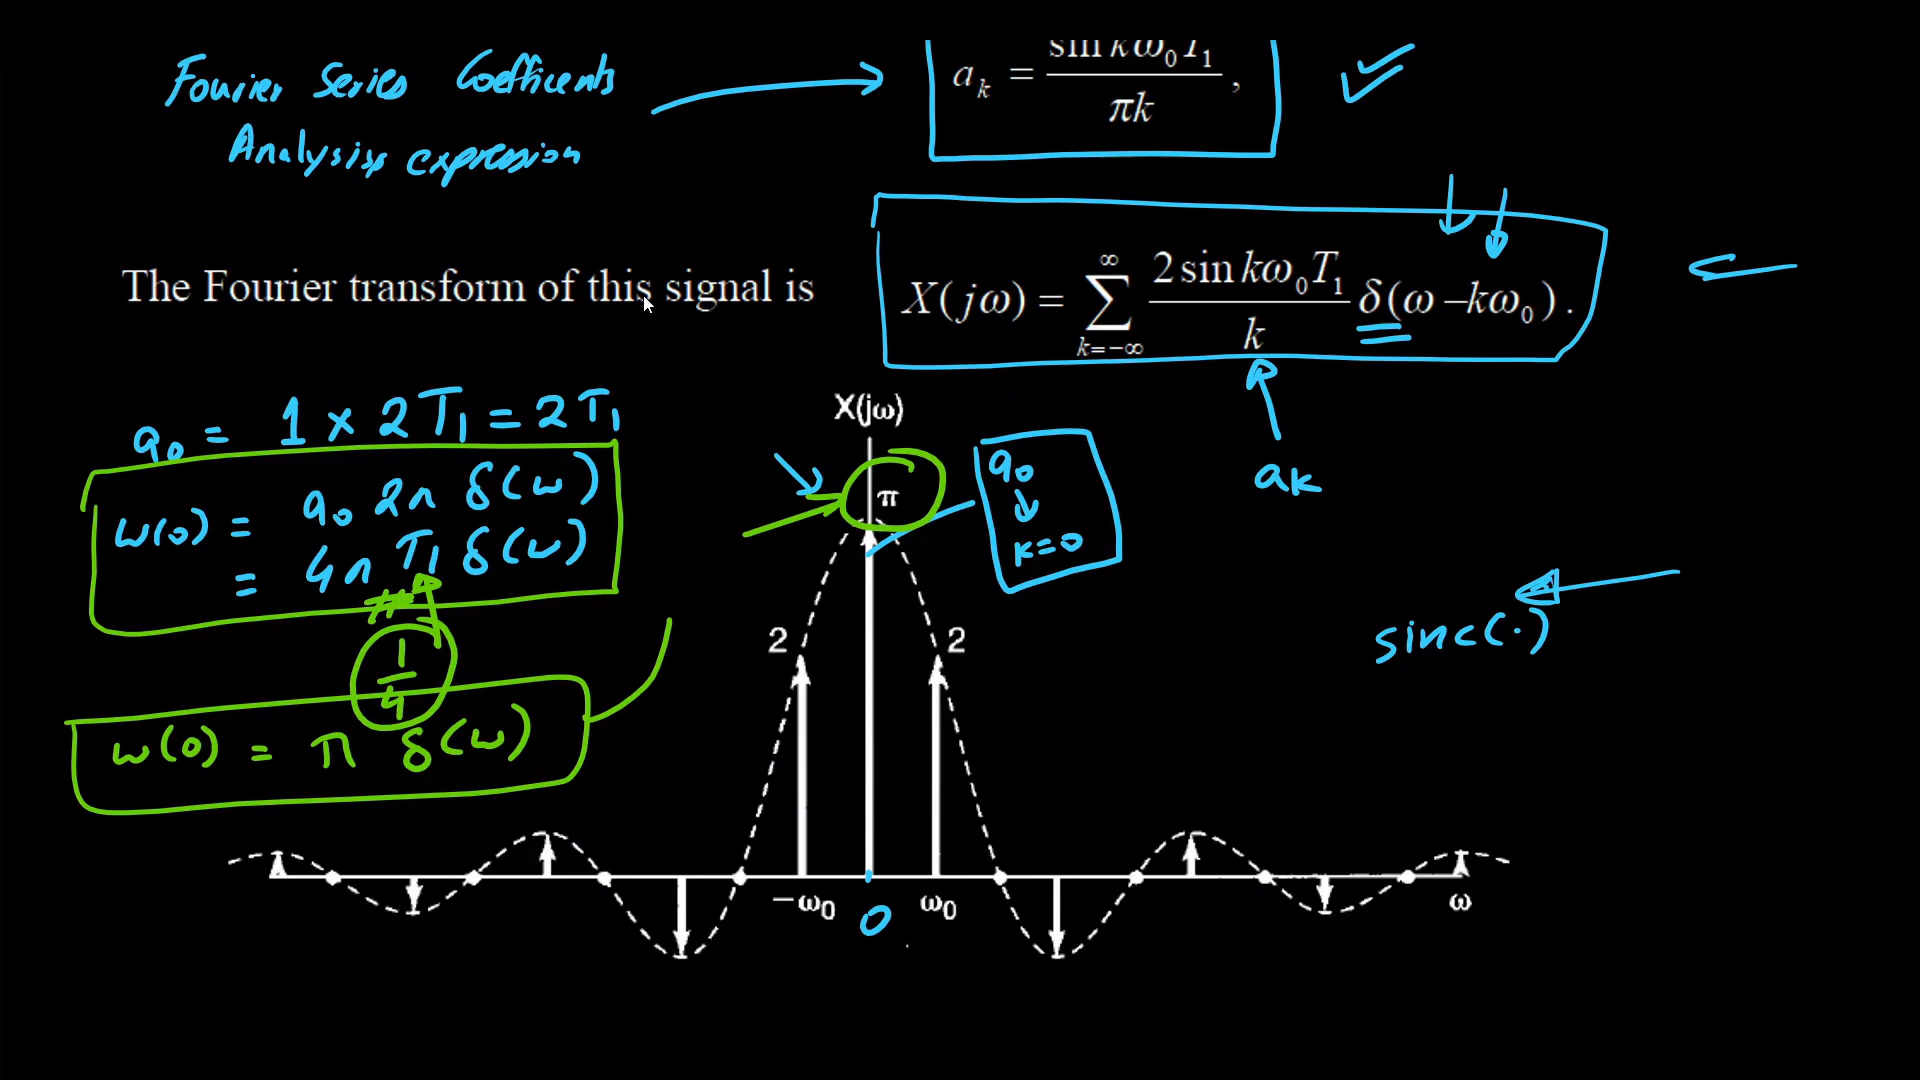 Fourier Series Coefficents
Analysis expression
a_k = sin kω₀T₁ / πk ,
The Fourier transform of this signal is
X(jω) = ∑_{k=-∞}^{∞} 2 sin kω₀T₁ / k δ(ω – kω₀) .
a₀ = 1 × 2T₁ = 2T₁
ω(0) = a₀ 2π δ(ω)
= 4π T₁ δ(ω)
1/4
ω(0) = π δ(ω)
X(jω)
π
a₀
↓
k=0
a_k
sinc(·)
2 2
–ω₀ 0 ω₀ ω